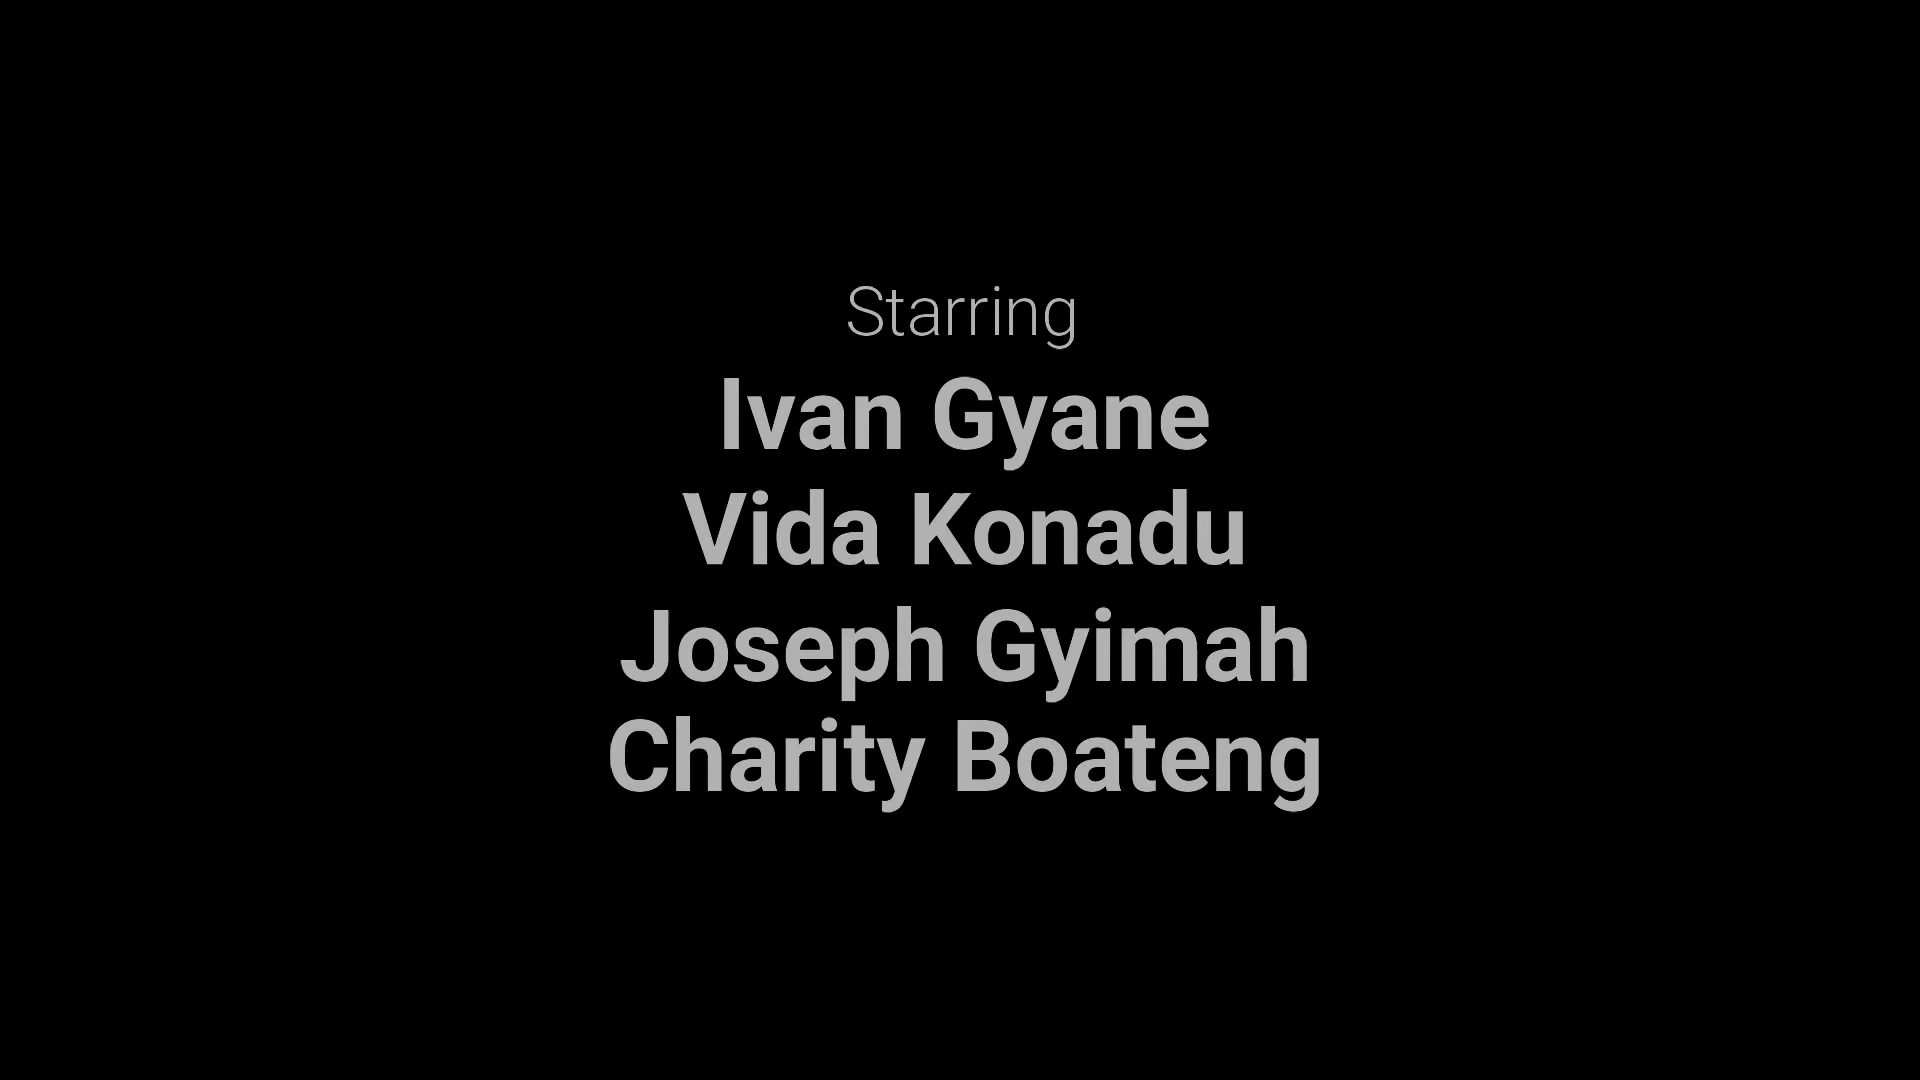 Starring
Ivan Gyane
Vida Konadu
Joseph Gyimah
Charity Boateng